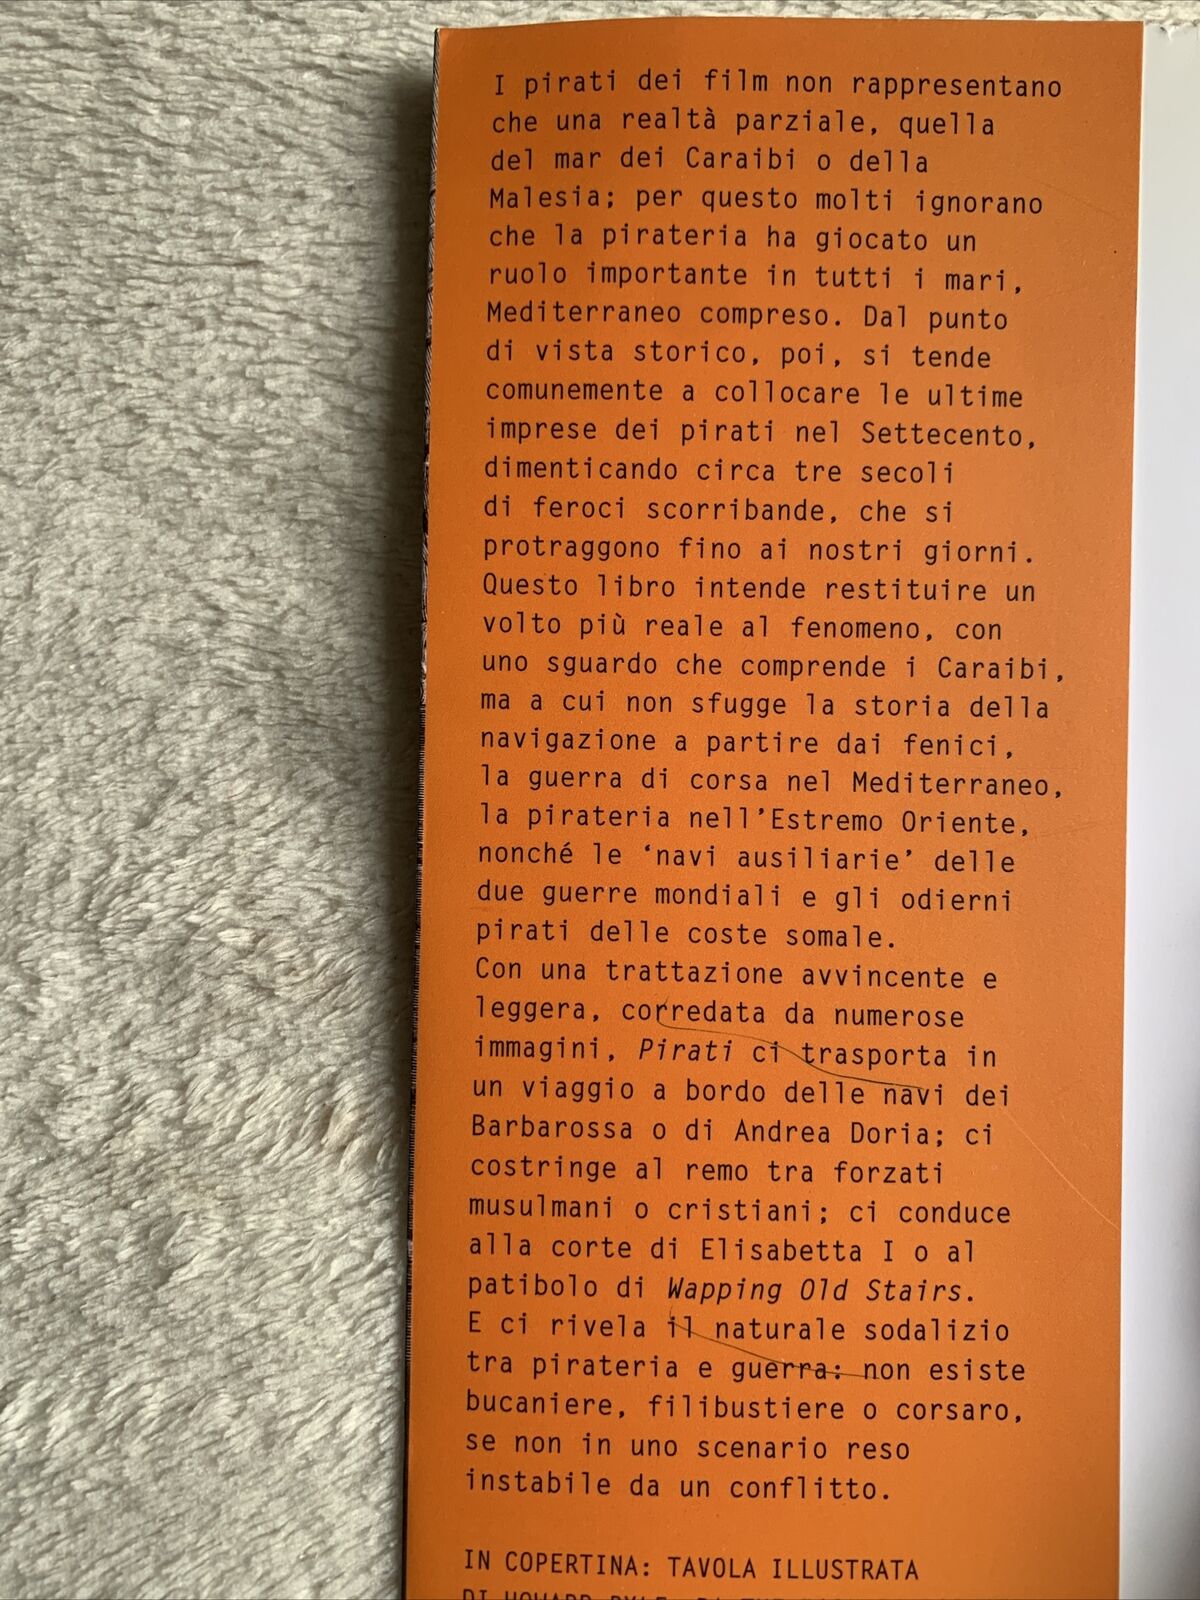 I pirati dei film non rappresentano
che una realtà parziale, quella
del mar dei Caraibi o della
Malesia; per questo molti ignorano
che la pirateria ha giocato un
ruolo importante in tutti i mari,
Mediterraneo compreso. Dal punto
di vista storico, poi, si tende
comunemente a collocare le ultime
imprese dei pirati nel Settecento,
dimenticando circa tre secoli
di feroci scorribande, che si
protraggono fino ai nostri giorni.
Questo libro intende restituire un
volto più reale al fenomeno, con
uno sguardo che comprende i Caraibi,
ma a cui non sfugge la storia della
navigazione a partire dai fenici,
la guerra di corsa nel Mediterraneo,
la pirateria nell'Estremo Oriente,
nonché le ‘navi ausiliarie’ delle
due guerre mondiali e gli odierni
pirati delle coste somale.
Con una trattazione avvincente e
leggera, corredata da numerose
immagini, Pirati ci trasporta in
un viaggio a bordo delle navi dei
Barbarossa o di Andrea Doria; ci
costringe al remo tra forzati
musulmani o cristiani; ci conduce
alla corte di Elisabetta I o al
patibolo di Wapping Old Stairs.
E ci rivela il naturale sodalizio
tra pirateria e guerra: non esiste
bucaniere, filibustiere o corsaro,
se non in uno scenario reso
instabile da un conflitto.
IN COPERTINA: TAVOLA ILLUSTRATA
DI HOWARD PYLE